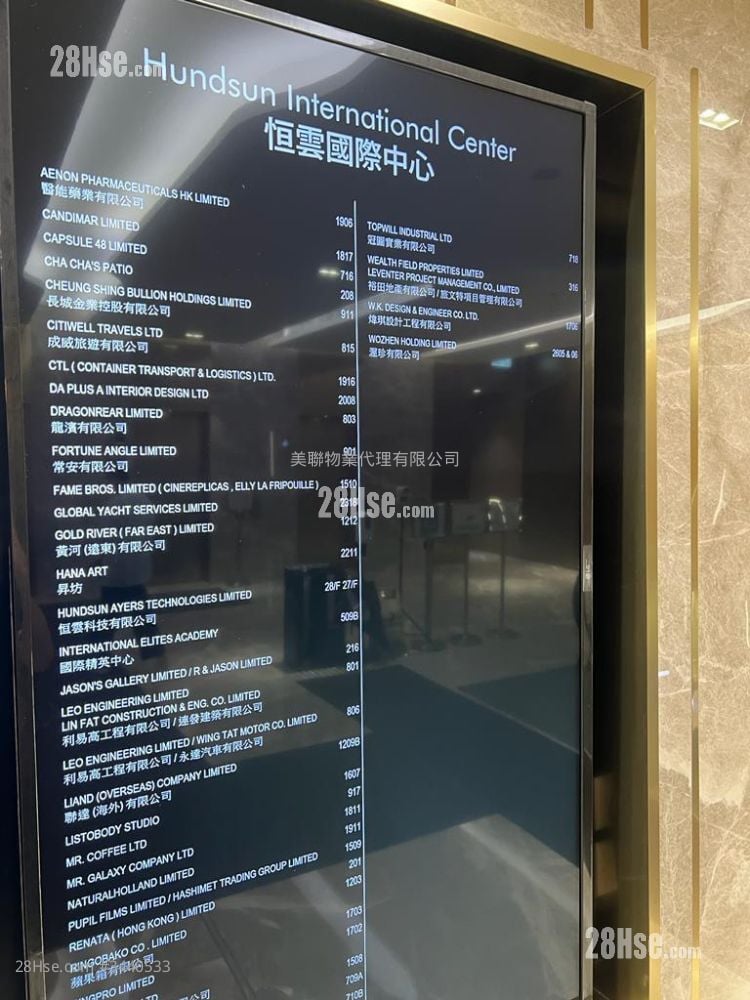 28Hse.com
Hundsun International Center
恒雲國際中心
AENON PHARMACEUTICALS HK LIMITED
醫能藥業有限公司 1906
CANDIMAR LIMITED 1817
CAPSULE 48 LIMITED 716
CHA CHA'S PATIO 208
CHEUNG SHING BULLION HOLDINGS LIMITED 911
長城金業控股有限公司
CITIWELL TRAVELS LTD 815
成威旅遊有限公司
CTL ( CONTAINER TRANSPORT & LOGISTICS ) LTD. 1916
DA PLUS A INTERIOR DESIGN LTD 2008
DRAGONREAR LIMITED 803
龍濱有限公司
FORTUNE ANGLE LIMITED 901
常安有限公司
FAME BROS. LIMITED ( CINEREPLICAS , ELLY LA FRIPOUILLE ) 1510
GLOBAL YACHT SERVICES LIMITED
GOLD RIVER ( FAR EAST ) LIMITED 1212
黃河 (遠東) 有限公司
HANA ART 2211
昇坊
HUNDSUN AYERS TECHNOLOGIES LIMITED 28/F 27/F
恒雲科技有限公司
INTERNATIONAL ELITES ACADEMY 509B
國際精英中心
JASON'S GALLERY LIMITED / R & JASON LIMITED 216
LEO ENGINEERING LIMITED 801
LIN FAT CONSTRUCTION & ENG. CO. LIMITED
利易高工程有限公司 / 連發建築有限公司
LEO ENGINEERING LIMITED / WING TAT MOTOR CO. LIMITED 806
利易高工程有限公司 / 永達汽車有限公司
LIAND (OVERSEAS) COMPANY LIMITED 1209B
聯達 (海外) 有限公司
LISTOBODY STUDIO 1607
MR. COFFEE LTD 917
MR. GALAXY COMPANY LTD 1811
NATURALHOLLAND LIMITED 1911
PUPIL FILMS LIMITED / HASHIMET TRADING GROUP LIMITED 1509
201
RENATA ( HONG KONG ) LIMITED 1203
RINGOBAKO CO . LIMITED 1703
蘋果箱有限公司 1702
1508
709A
710B
TOPWILL INDUSTRIAL LTD 718
冠圖實業有限公司
WEALTH FIELD PROPERTIES LIMITED 316
LEVENTER PROJECT MANAGEMENT CO., LIMITED
裕田地產有限公司 / 旅文特項目管理有限公司
W.K. DESIGN & ENGINEER CO. LTD. 1706
煒琪設計工程有限公司
WOZHEN HOLDING LIMITED 2605 & 06
渥珍有限公司
美聯物業代理有限公司
28Hse.com
28Hse.com